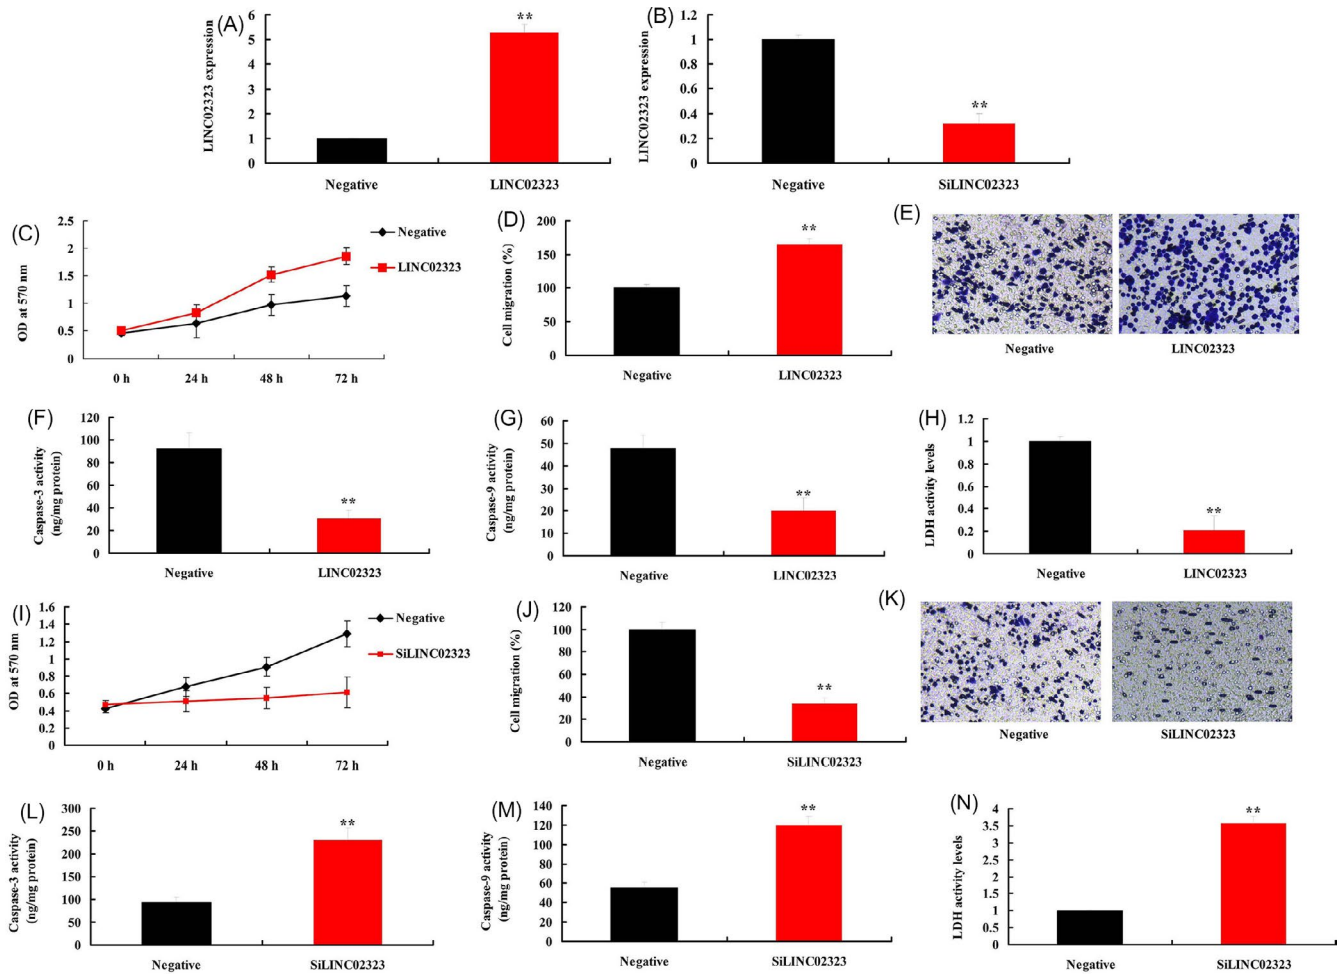 (A)
LINC02323 expression
6
5
4
3
2
1
0
**
Negative
LINC02323
(B)
LINC02323 expression
1.2
1
0.8
0.6
0.4
0.2
0
**
Negative
SiLINC02323
(C)
OD at 570 nm
2.5
2
1.5
1
0.5
0
0 h
24 h
48 h
72 h
Negative
LINC02323
(D)
Cell migration (%)
200
150
100
50
0
**
Negative
LINC02323
(E)
Negative
LINC02323
(F)
Caspase-3 activity
(ng/mg protein)
120
100
80
60
40
20
0
**
Negative
LINC02323
(G)
Caspase-9 activity
(ng/mg protein)
60
50
40
30
20
10
0
**
Negative
LINC02323
(H)
LDH activity levels
1.2
1
0.8
0.6
0.4
0.2
0
**
Negative
LINC02323
(I)
OD at 570 nm
1.6
1.4
1.2
1
0.8
0.6
0.4
0.2
0
0 h
24 h
48 h
72 h
Negative
SiLINC02323
(J)
Cell migration (%)
120
100
80
60
40
20
0
**
Negative
SiLINC02323
(K)
Negative
SiLINC02323
(L)
Caspase-3 activity
(ng/mg protein)
300
250
200
150
100
50
0
**
Negative
SiLINC02323
(M)
Caspase-9 activity
(ng/mg protein)
140
120
100
80
60
40
20
0
**
Negative
SiLINC02323
(N)
LDH activity levels
4
3.5
3
2.5
2
1.5
1
0.5
0
**
Negative
SiLINC02323